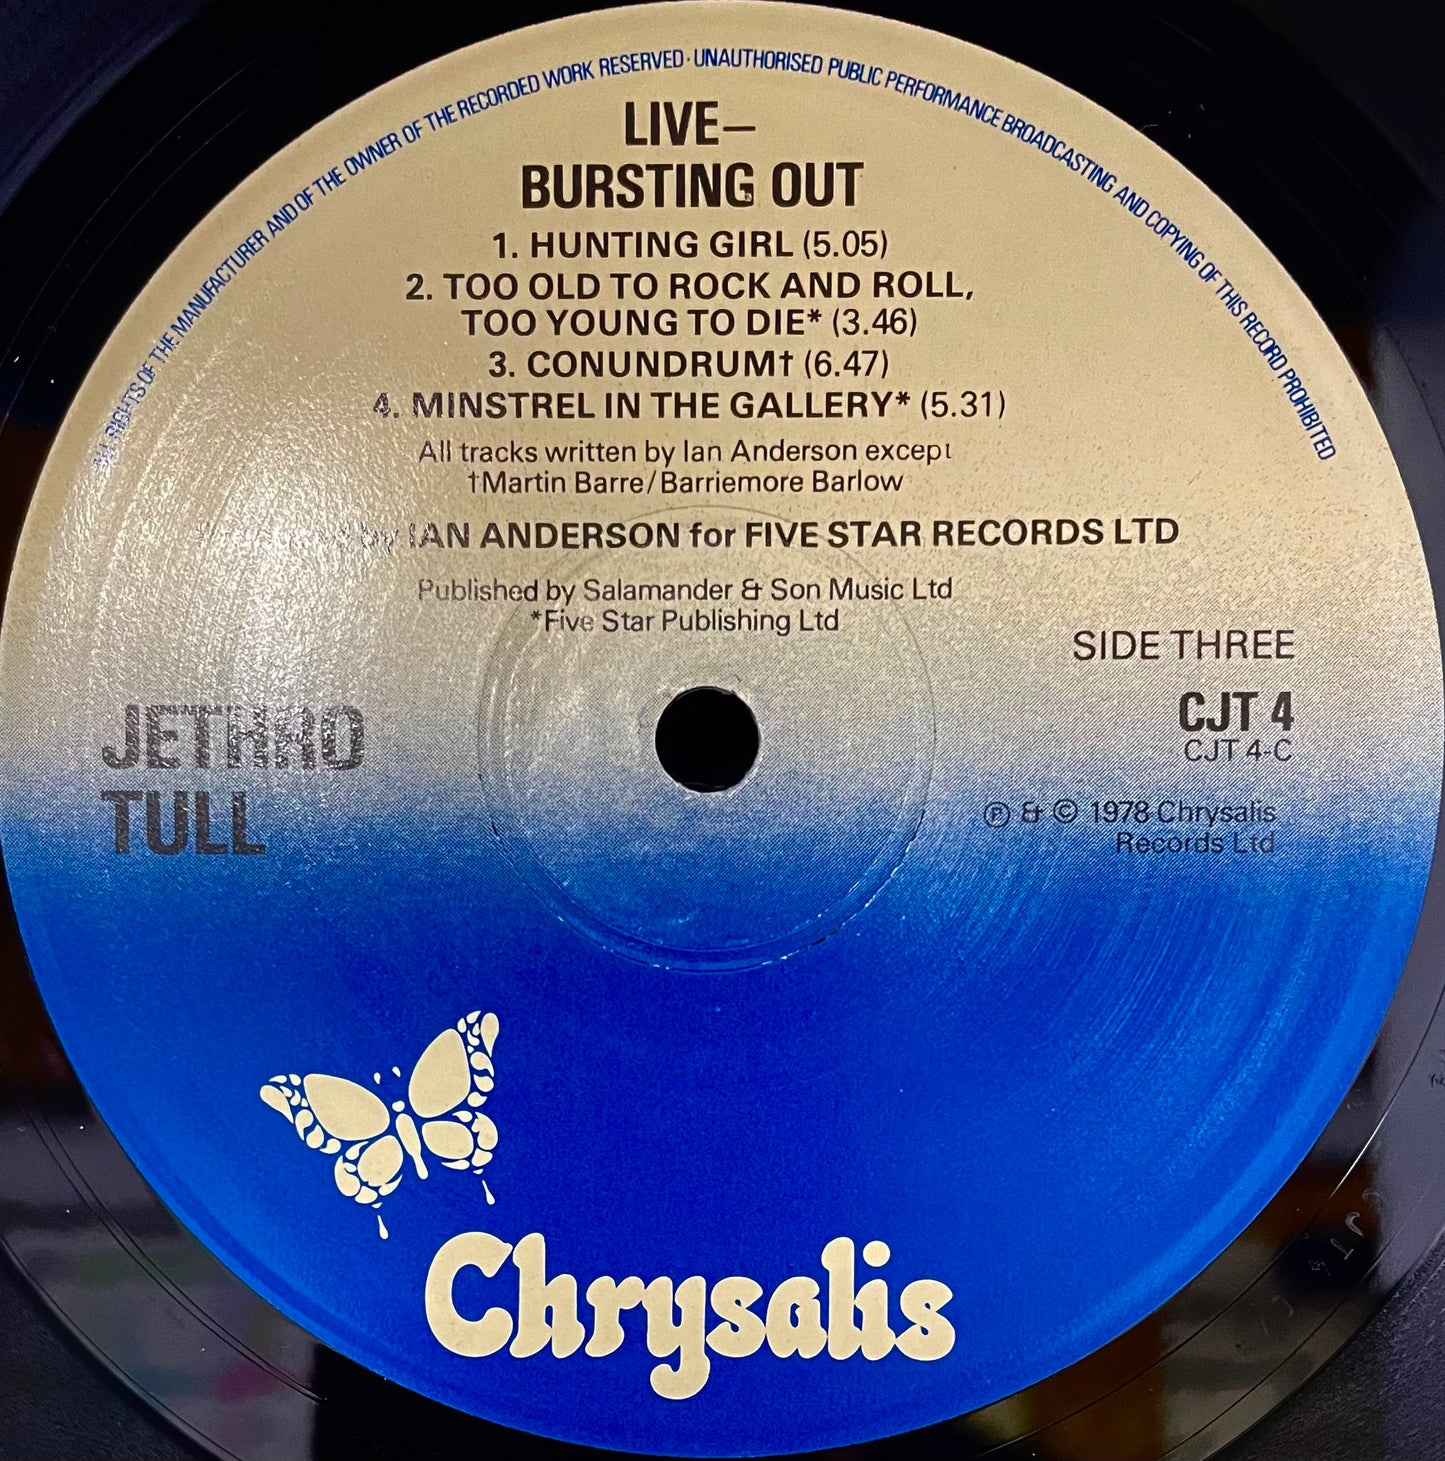 ALL RIGHTS OF THE MANUFACTURER AND OF THE OWNER OF THE RECORDED WORK RESERVED · UNAUTHORISED PUBLIC PERFORMANCE BROADCASTING AND COPYING OF THIS RECORD PROHIBITED
LIVE–
BURSTING OUT
1. HUNTING GIRL (5.05)
2. TOO OLD TO ROCK AND ROLL,
TOO YOUNG TO DIE* (3.46)
3. CONUNDRUM† (6.47)
4. MINSTREL IN THE GALLERY* (5.31)
All tracks written by Ian Anderson except
†Martin Barre/Barriemore Barlow
by IAN ANDERSON for FIVE STAR RECORDS LTD
Published by Salamander & Son Music Ltd
*Five Star Publishing Ltd
SIDE THREE
CJT 4
CJT 4-C
JETHRO
TULL
℗ & © 1978 Chrysalis
Records Ltd
Chrysalis